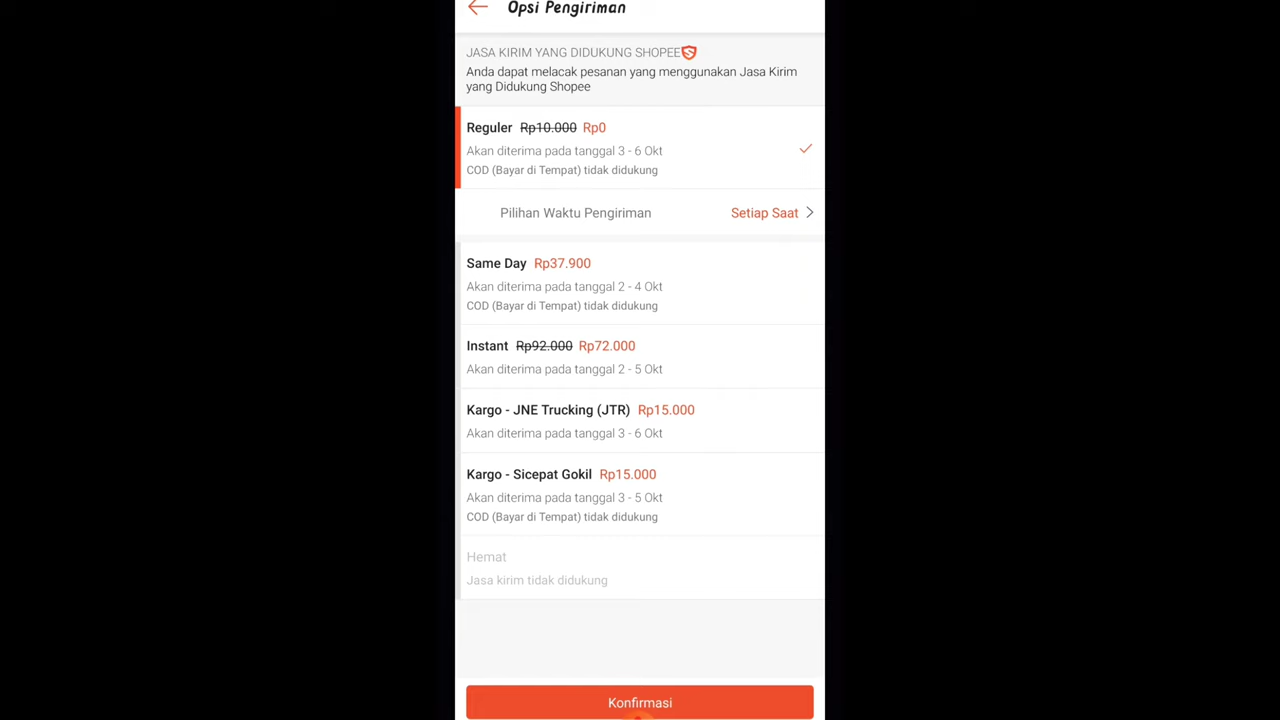 Opsi Pengiriman
JASA KIRIM YANG DIDUKUNG SHOPEE
Anda dapat melacak pesanan yang menggunakan Jasa Kirim
yang Didukung Shopee
Reguler Rp10.000 Rp0
Akan diterima pada tanggal 3 - 6 Okt
COD (Bayar di Tempat) tidak didukung
Pilihan Waktu Pengiriman Setiap Saat
Same Day Rp37.900
Akan diterima pada tanggal 2 - 4 Okt
COD (Bayar di Tempat) tidak didukung
Instant Rp92.000 Rp72.000
Akan diterima pada tanggal 2 - 5 Okt
Kargo - JNE Trucking (JTR) Rp15.000
Akan diterima pada tanggal 3 - 6 Okt
Kargo - Sicepat Gokil Rp15.000
Akan diterima pada tanggal 3 - 5 Okt
COD (Bayar di Tempat) tidak didukung
Hemat
Jasa kirim tidak didukung
Konfirmasi